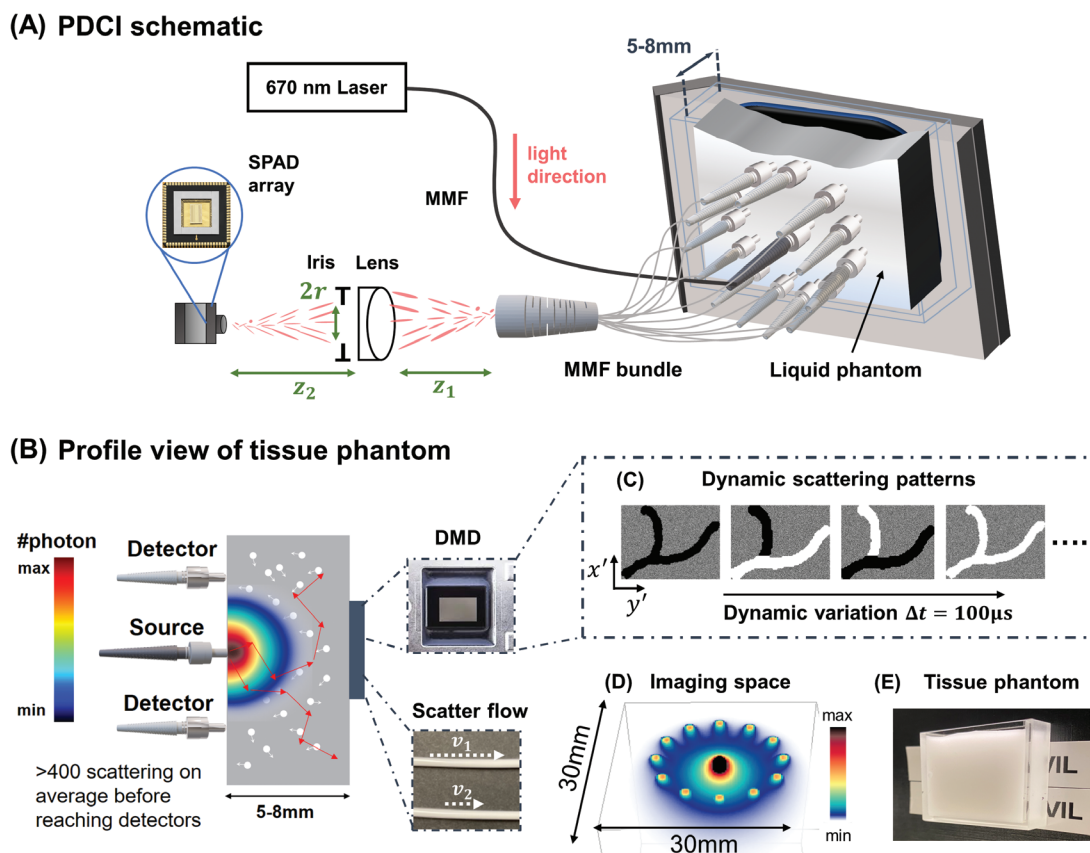 (A) PDCI schematic
5-8mm
670 nm Laser
SPAD
array
MMF
light
direction
Iris
Lens
2r
z₂
z₁
MMF bundle
Liquid phantom
(B) Profile view of tissue phantom
(C) Dynamic scattering patterns
#photon
max
min
Detector
Source
Detector
DMD
x′
y′
Dynamic variation Δt = 100μs
Scatter flow
v₁
v₂
>400 scattering on
average before
reaching detectors
5-8mm
(D) Imaging space
30mm
30mm
max
min
(E) Tissue phantom
VIL
VIL